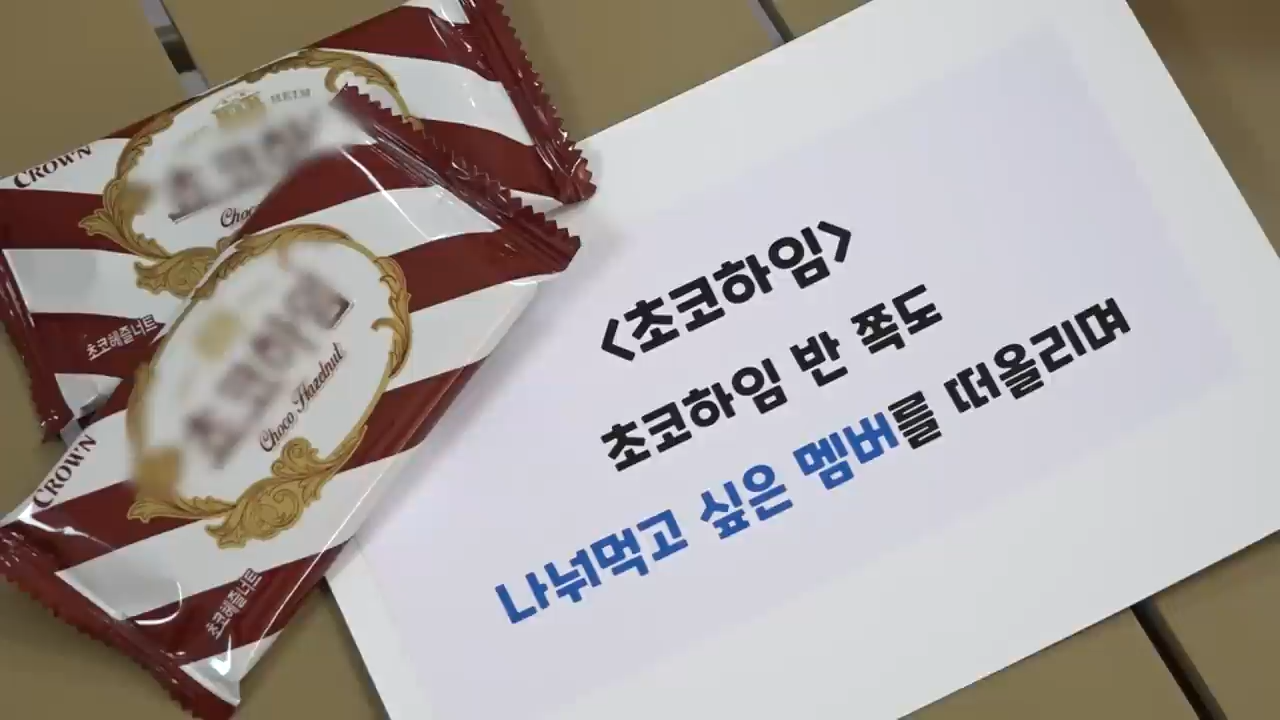 CROWN
HEIM
초코헤즐너트
CROWN
Choco Hazelnut
초코헤즐너트
<초코하임>
초코하임 반 쪽도
나눠먹고 싶은 멤버를 떠올리며